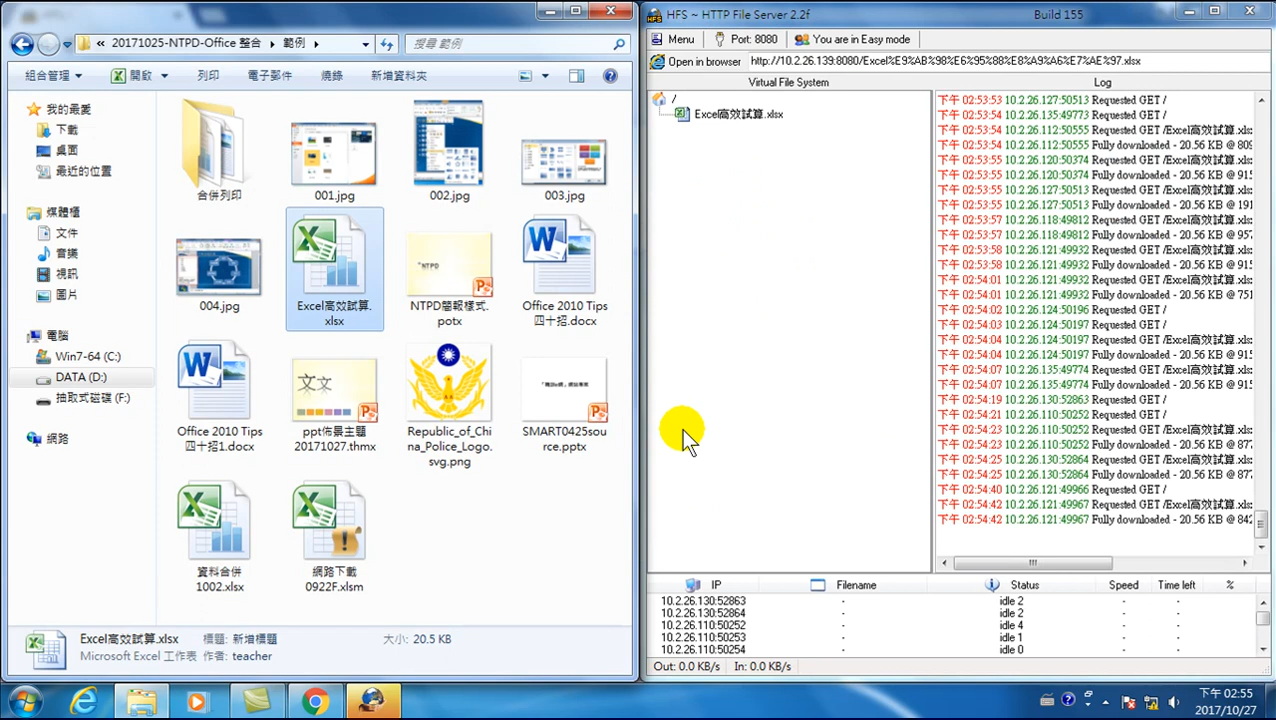 « 20171025-NTPD-Office 整合 ▸ 範例 ▸
搜尋 範例
組合管理 ▼
開啟 ▼
列印
電子郵件
燒錄
新增資料夾
我的最愛
下載
桌面
最近的位置
媒體櫃
文件
音樂
視訊
圖片
電腦
Win7-64 (C:)
DATA (D:)
抽取式磁碟 (F:)
網路
合併列印
001.jpg
002.jpg
003.jpg
004.jpg
Excel高效試算.
xlsx
"NTPD
NTPD簡報樣式.
potx
Office 2010 Tips
四十招.docx
Office 2010 Tips
四十招1.docx
文文
ppt佈景主題
20171027.thmx
Republic_of_Chi
na_Police_Logo.
svg.png
SMART0425sou
rce.pptx
資料合併
1002.xlsx
網路下載
0922F.xlsm
Excel高效試算.xlsx 標題: 新增標題 大小: 20.5 KB
Microsoft Excel 工作表 作者: teacher
HFS ~ HTTP File Server 2.2f Build 155
Menu Port: 8080 You are in Easy mode
Open in browser http://10.2.26.139:8080/Excel%E9%AB%98%E6%95%88%E8%A9%A6%E7%AE%97.xlsx
Virtual File System
Log
/
Excel高效試算.xlsx
下午 02:53:53 10.2.26.127:50513 Requested GET /
下午 02:53:54 10.2.26.135:49773 Requested GET /
下午 02:53:54 10.2.26.112:50555 Requested GET /Excel高效試算.xls
下午 02:53:54 10.2.26.112:50555 Fully downloaded - 20.56 KB @ 809
下午 02:53:55 10.2.26.120:50374 Requested GET /Excel高效試算.xls
下午 02:53:55 10.2.26.120:50374 Fully downloaded - 20.56 KB @ 915
下午 02:53:55 10.2.26.127:50513 Requested GET /Excel高效試算.xls
下午 02:53:55 10.2.26.127:50513 Fully downloaded - 20.56 KB @ 191
下午 02:53:57 10.2.26.118:49812 Requested GET /Excel高效試算.xls
下午 02:53:57 10.2.26.118:49812 Fully downloaded - 20.56 KB @ 957
下午 02:53:58 10.2.26.121:49932 Requested GET /Excel高效試算.xls
下午 02:53:58 10.2.26.121:49932 Fully downloaded - 20.56 KB @ 915
下午 02:54:01 10.2.26.121:49932 Requested GET /Excel高效試算.xls
下午 02:54:01 10.2.26.121:49932 Fully downloaded - 20.56 KB @ 751
下午 02:54:02 10.2.26.124:50196 Requested GET /
下午 02:54:03 10.2.26.124:50197 Requested GET /
下午 02:54:04 10.2.26.124:50197 Requested GET /Excel高效試算.xls
下午 02:54:04 10.2.26.124:50197 Fully downloaded - 20.56 KB @ 915
下午 02:54:07 10.2.26.135:49774 Requested GET /Excel高效試算.xls
下午 02:54:07 10.2.26.135:49774 Fully downloaded - 20.56 KB @ 915
下午 02:54:19 10.2.26.130:52863 Requested GET /
下午 02:54:21 10.2.26.110:50252 Requested GET /
下午 02:54:23 10.2.26.110:50252 Requested GET /Excel高效試算.xls
下午 02:54:23 10.2.26.110:50252 Fully downloaded - 20.56 KB @ 877
下午 02:54:25 10.2.26.130:52864 Requested GET /Excel高效試算.xls
下午 02:54:25 10.2.26.130:52864 Fully downloaded - 20.56 KB @ 877
下午 02:54:40 10.2.26.121:49966 Requested GET /
下午 02:54:42 10.2.26.121:49967 Requested GET /Excel高效試算.xls
下午 02:54:42 10.2.26.121:49967 Fully downloaded - 20.56 KB @ 842
IP Filename Status Speed Time left %
10.2.26.130:52863 - idle 2 - -
10.2.26.130:52864 - idle 2 - -
10.2.26.110:50252 - idle 4 - -
10.2.26.110:50253 - idle 1 - -
10.2.26.110:50254 - idle 0 - -
Out: 0.0 KB/s In: 0.0 KB/s
下午 02:55
2017/10/27